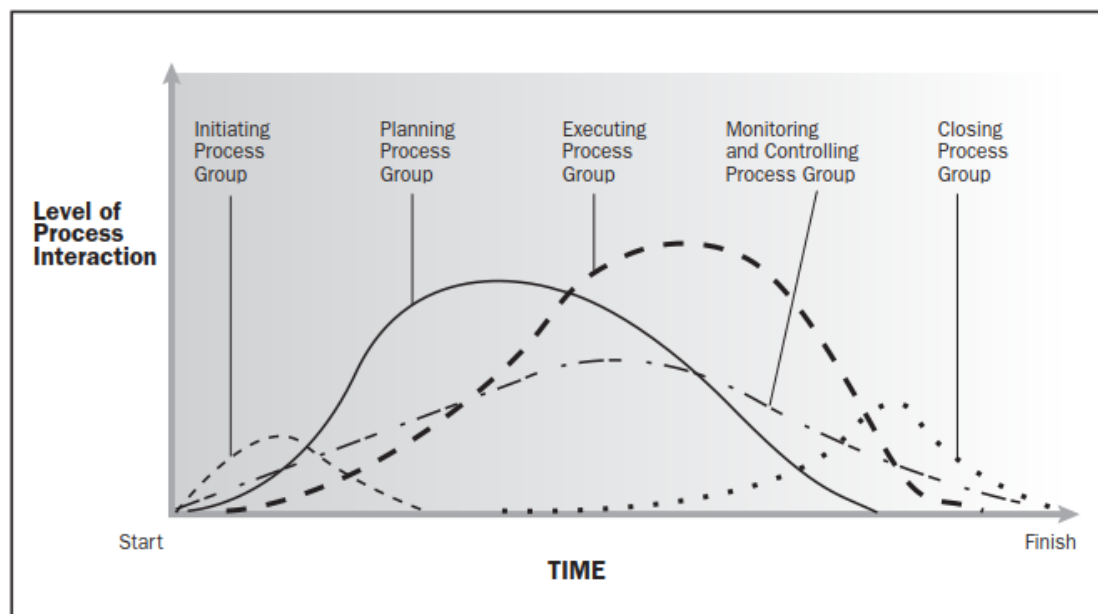 Initiating
Process
Group
Planning
Process
Group
Executing
Process
Group
Monitoring
and Controlling
Process Group
Closing
Process
Group
Level of
Process
Interaction
Start
Finish
TIME